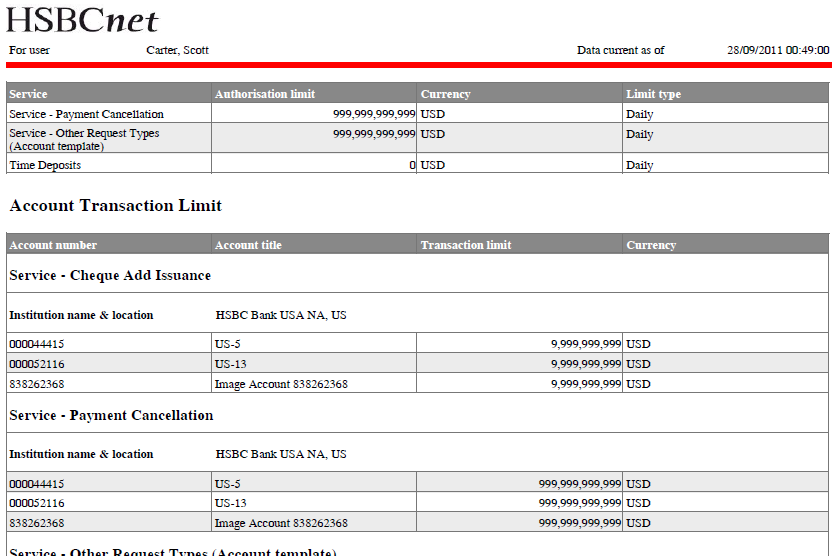 HSBCnet
For user Carter, Scott Data current as of 28/09/2011 00:49:00
Service Authorisation limit Currency Limit type
Service - Payment Cancellation 999,999,999,999 USD Daily
Service - Other Request Types 999,999,999,999 USD Daily
(Account template)
Time Deposits 0 USD Daily
Account Transaction Limit
Account number Account title Transaction limit Currency
Service - Cheque Add Issuance
Institution name & location HSBC Bank USA NA, US
000044415 US-5 9,999,999,999 USD
000052116 US-13 9,999,999,999 USD
838262368 Image Account 838262368 9,999,999,999 USD
Service - Payment Cancellation
Institution name & location HSBC Bank USA NA, US
000044415 US-5 999,999,999,999 USD
000052116 US-13 999,999,999,999 USD
838262368 Image Account 838262368 999,999,999,999 USD
Service - Other Request Types (Account template)